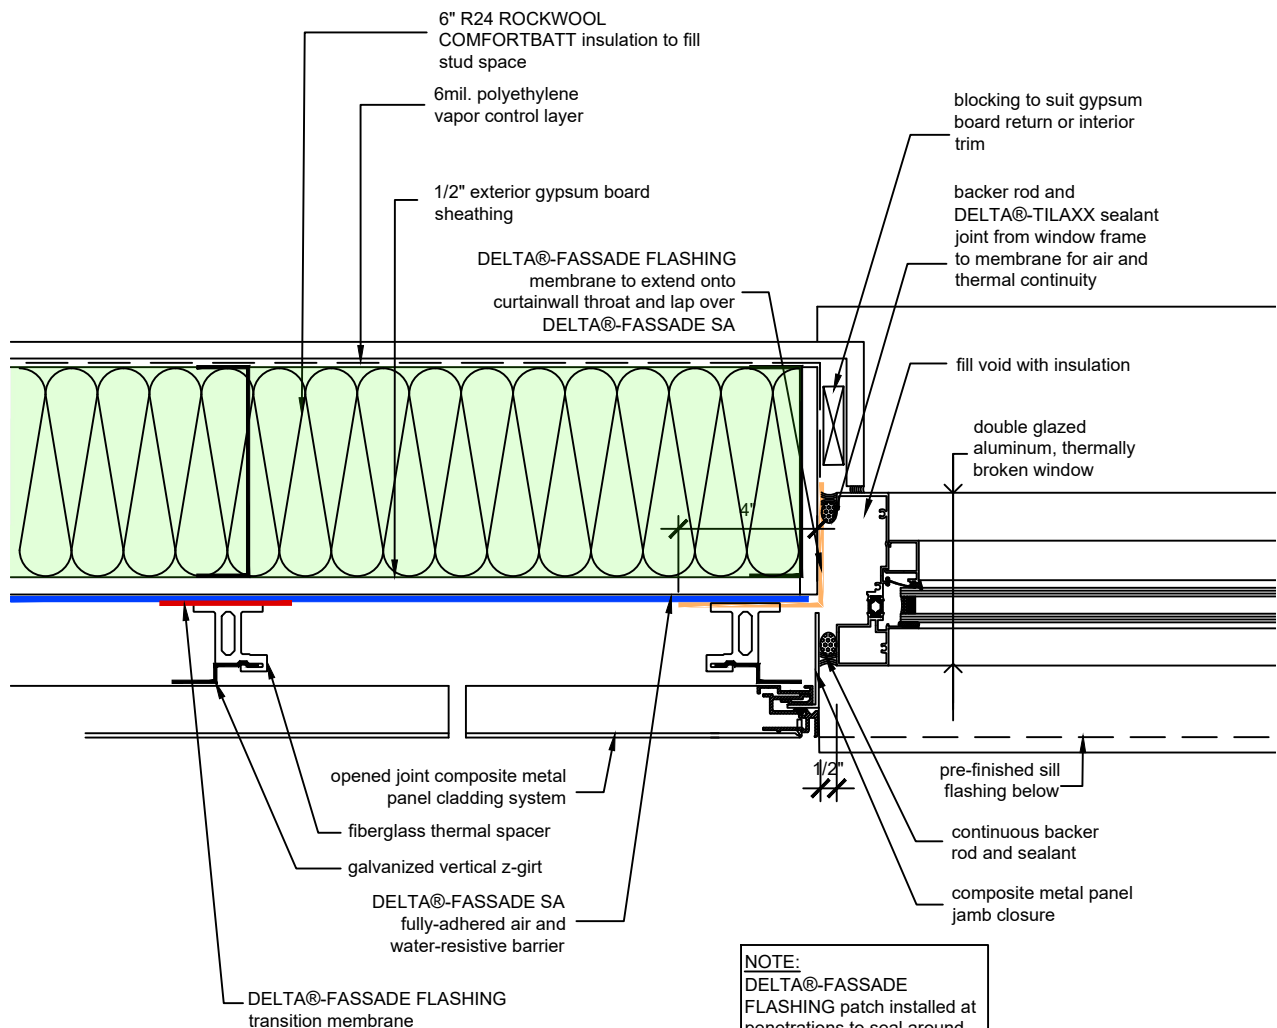 6" R24 ROCKWOOL
COMFORTBATT insulation to fill
stud space
6mil. polyethylene
vapor control layer
1/2" exterior gypsum board
sheathing
DELTA®-FASSADE FLASHING
membrane to extend onto
curtainwall throat and lap over
DELTA®-FASSADE SA
blocking to suit gypsum
board return or interior
trim
backer rod and
DELTA®-TILAXX sealant
joint from window frame
to membrane for air and
thermal continuity
fill void with insulation
double glazed
aluminum, thermally
broken window
4"
1/2"
opened joint composite metal
panel cladding system
fiberglass thermal spacer
galvanized vertical z-girt
DELTA®-FASSADE SA
fully-adhered air and
water-resistive barrier
DELTA®-FASSADE FLASHING
transition membrane
pre-finished sill
flashing below
continuous backer
rod and sealant
composite metal panel
jamb closure
NOTE:
DELTA®-FASSADE
FLASHING patch installed at
penetrations to seal around